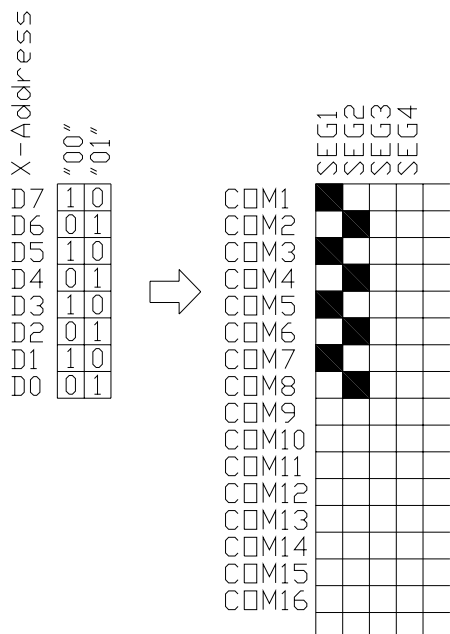 X-Address
"00"
"01"
D7 1 0
D6 0 1
D5 1 0
D4 0 1
D3 1 0
D2 0 1
D1 1 0
D0 0 1
SEG1
SEG2
SEG3
SEG4
COM1
COM2
COM3
COM4
COM5
COM6
COM7
COM8
COM9
COM10
COM11
COM12
COM13
COM14
COM15
COM16